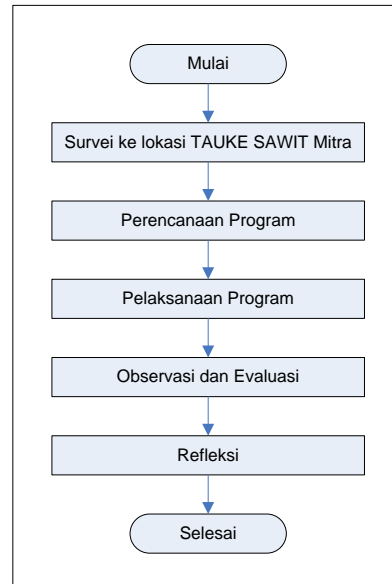 Mulai
Survei ke lokasi TAUKE SAWIT Mitra
Perencanaan Program
Pelaksanaan Program
Observasi dan Evaluasi
Refleksi
Selesai